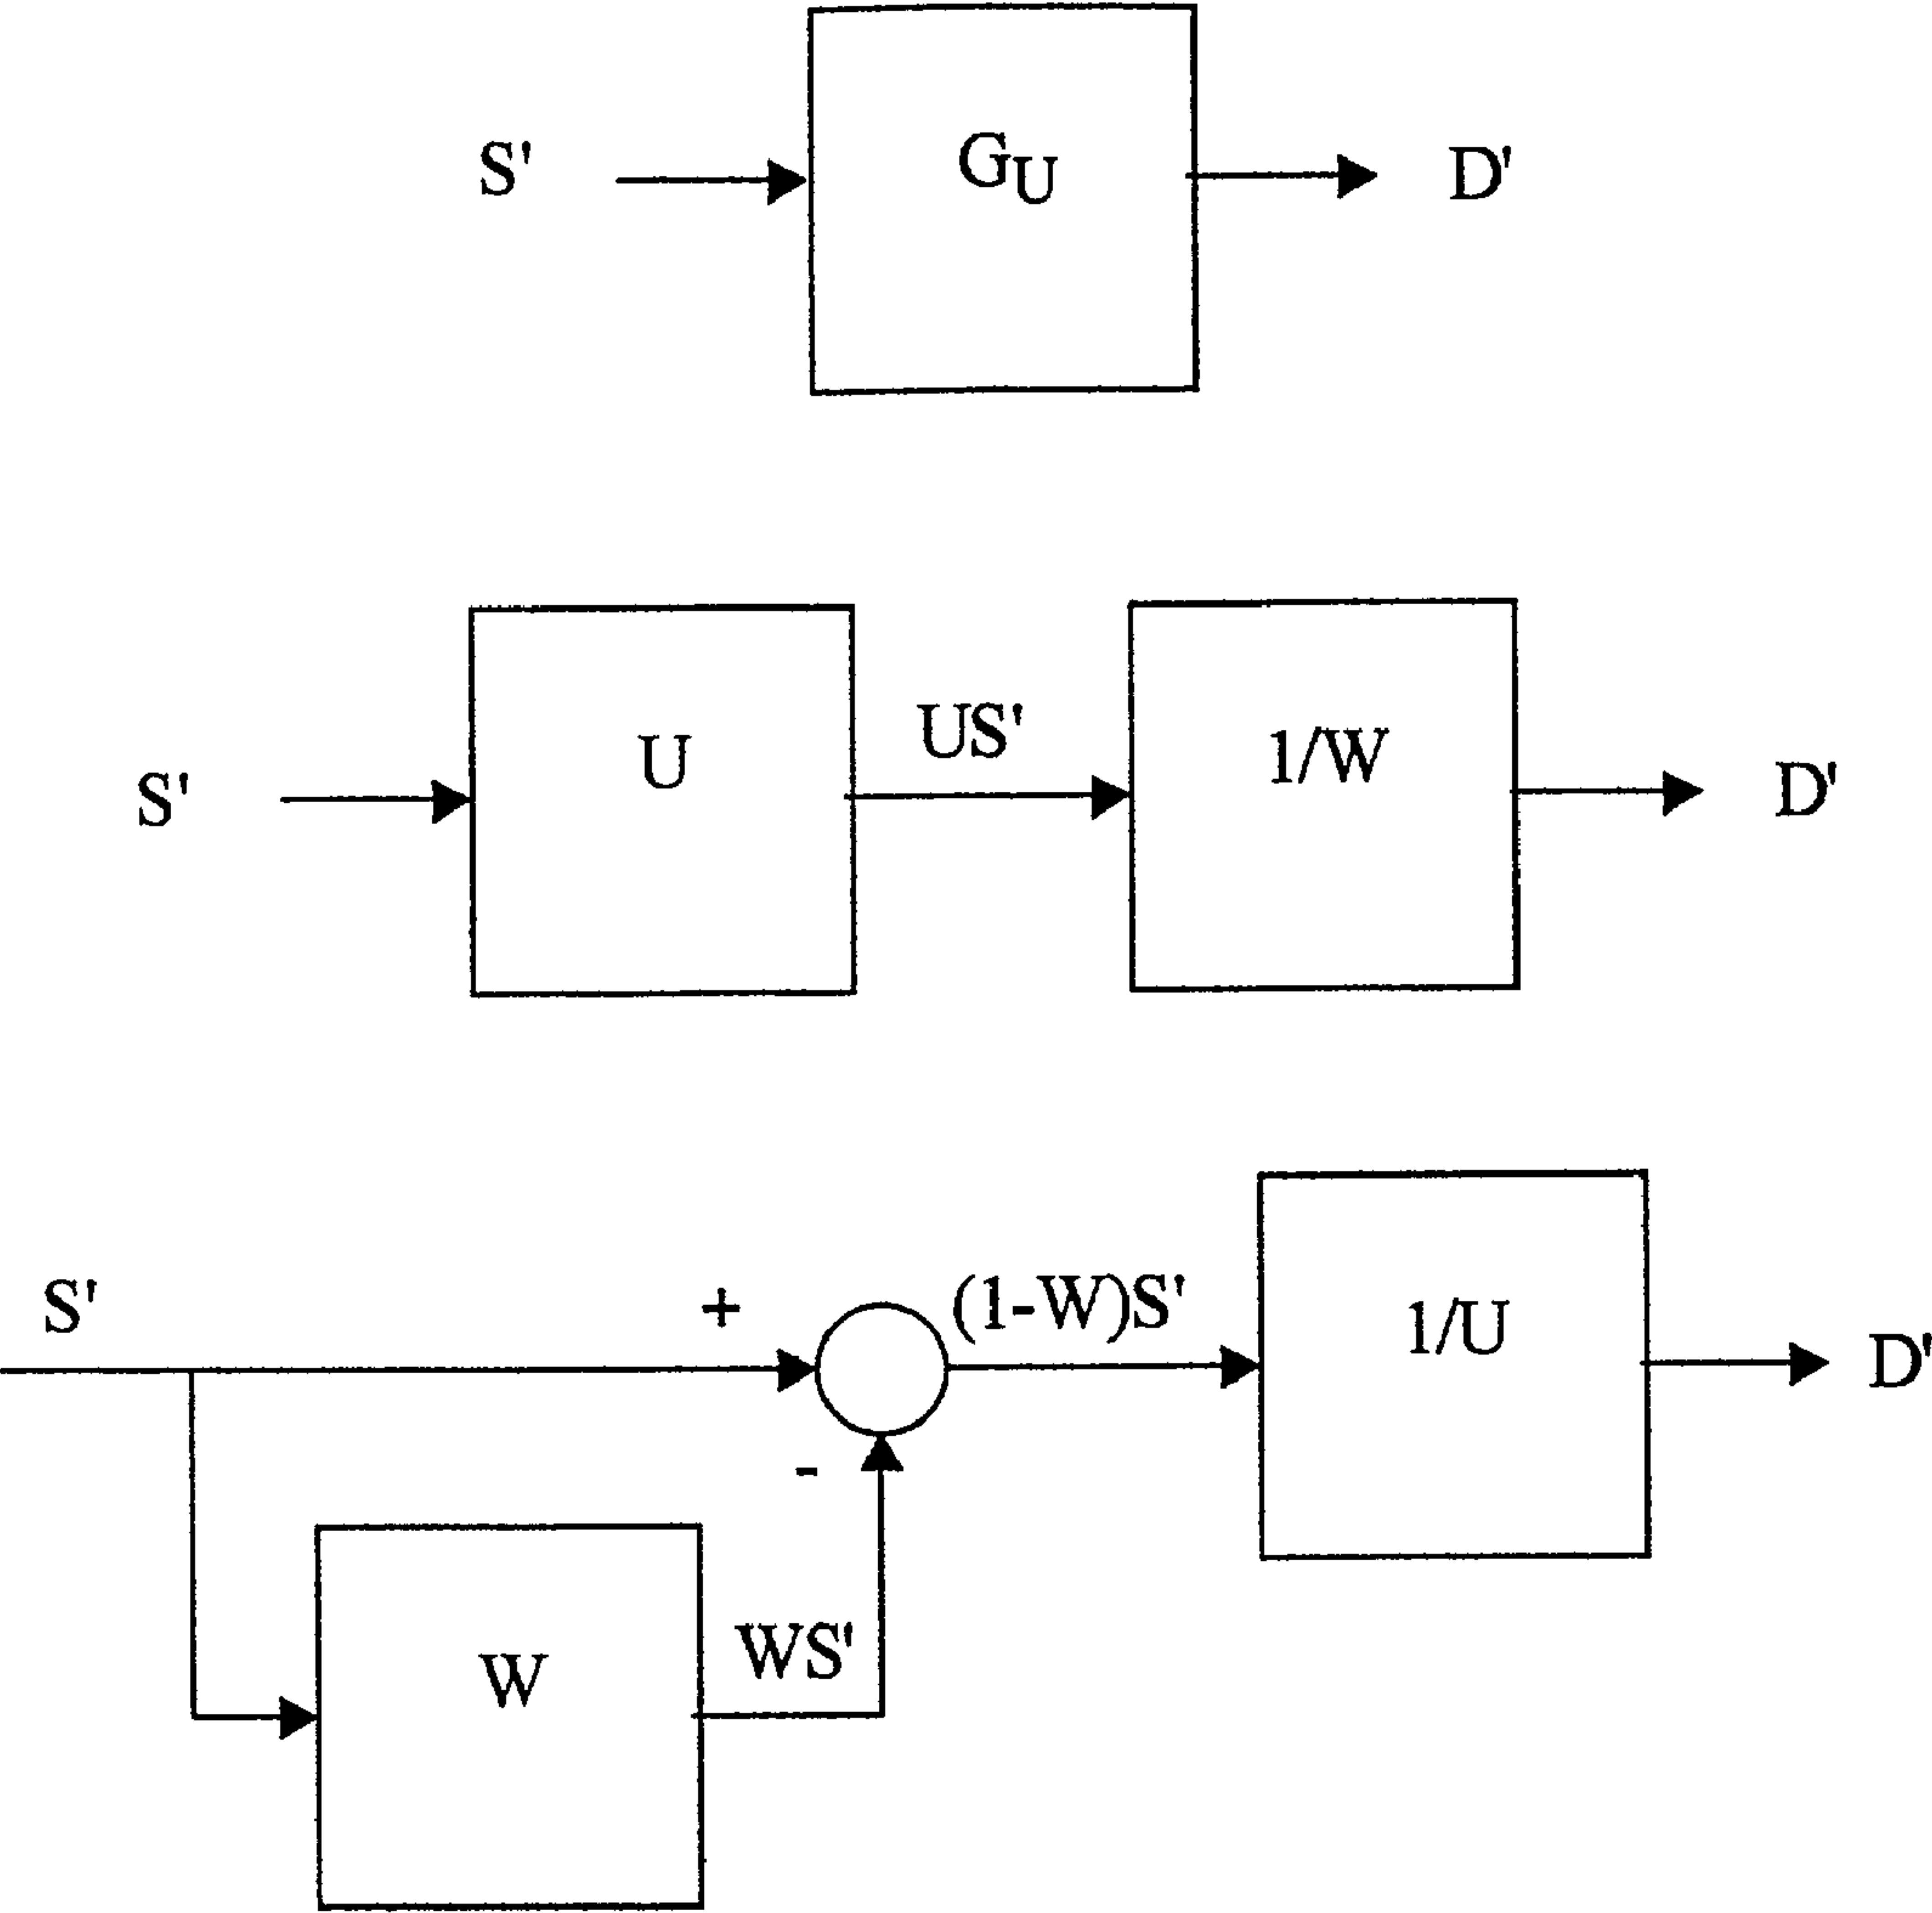 S' G_U D'
S' U US' 1/W D'
S' + (1-W)S' 1/U D'
-
W WS'